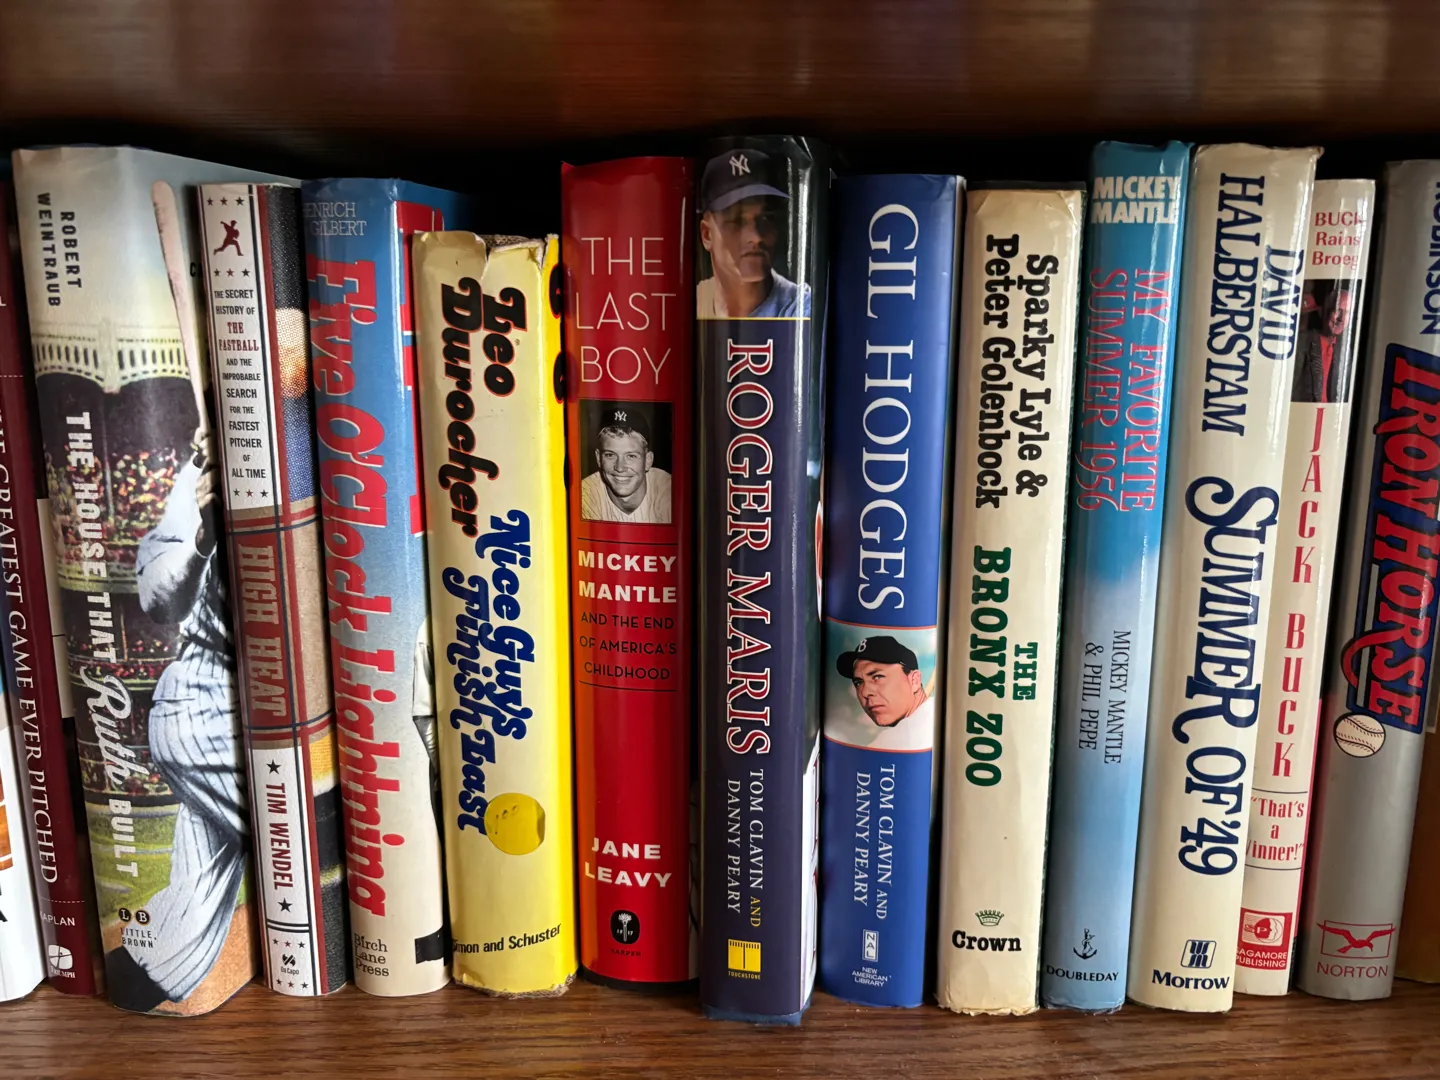 THE GREATEST GAME EVER PITCHED
KAPLAN
TRIUMPH
ROBERT
WEINTRAUB
THE HOUSE THAT
Ruth
BUILT
L B
LITTLE,
BROWN
THE SECRET
HISTORY OF
THE
FASTBALL
AND THE
IMPROBABLE
SEARCH
FOR THE
FASTEST
PITCHER
OF
ALL TIME
HIGH HEAT
TIM WENDEL
Da Capo
HENRICH
GILBERT
Five O'Clock Lightning
Birch
Lane
Press
Leo
Durocher
Nice Guys
Finish Last
Simon and Schuster
THE
LAST
BOY
MICKEY
MANTLE
AND THE END
OF AMERICA'S
CHILDHOOD
JANE
LEAVY
HARPER
ROGER MARIS
TOM CLAVIN AND
DANNY PEARY
TOUCHSTONE
GIL HODGES
B
TOM CLAVIN AND
DANNY PEARY
NAL
NEW
AMERICAN
LIBRARY
Sparky Lyle &
Peter Golenbock
THE
BRONX ZOO
Crown
MICKEY
MANTLE
MY FAVORITE
SUMMER 1956
MICKEY MANTLE
& PHIL PEPE
DOUBLEDAY
DAVID
HALBERSTAM
SUMMER OF '49
Morrow
BUCK
Rains
Broeg
JACK BUCK
"That's
a
Winner!"
SAGAMORE
PUBLISHING
ROBINSON
IRON HORSE
NORTON